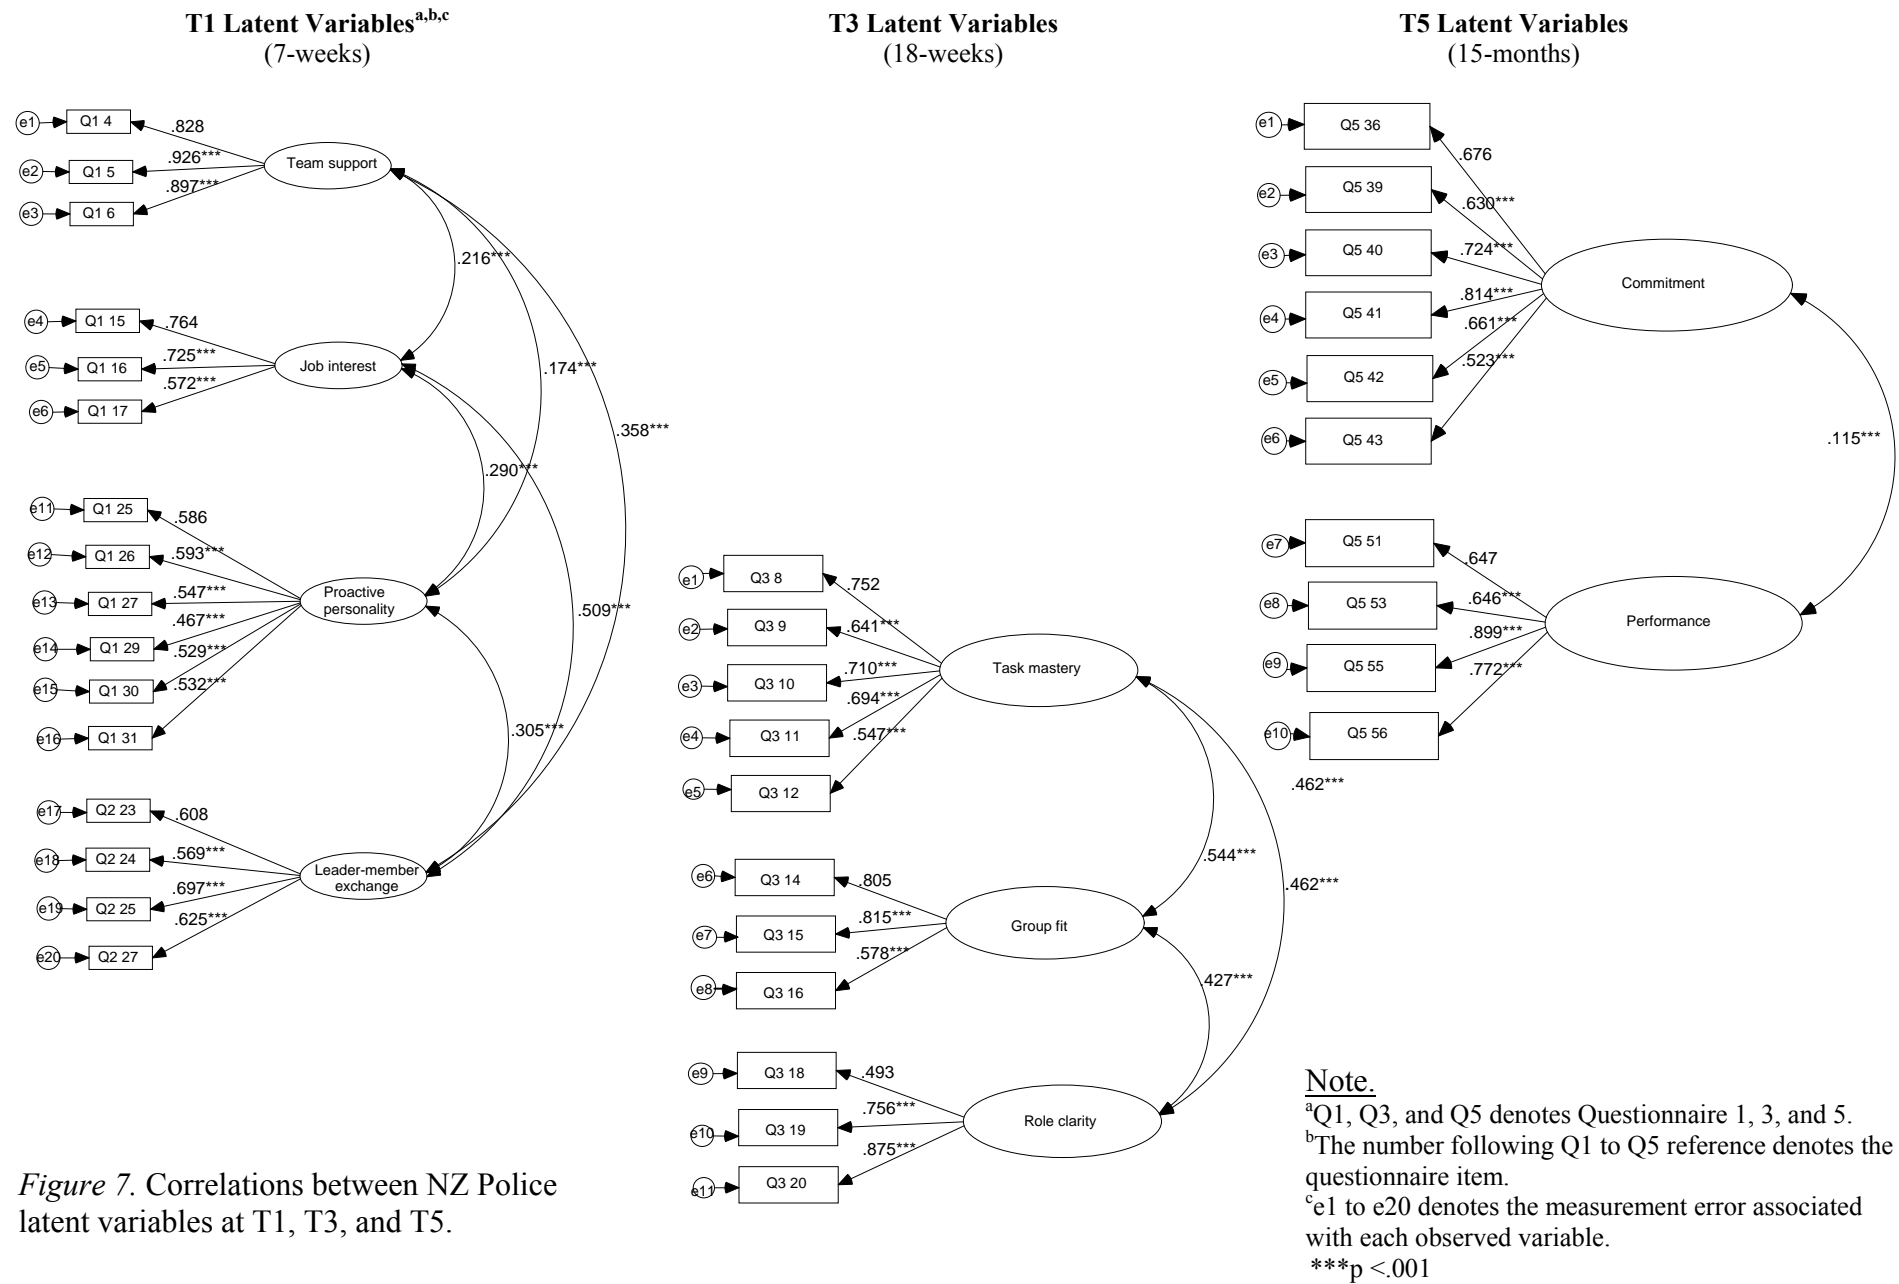 T1 Latent Variablesa,b,c
(7-weeks)
e1 Q1 4 .828
e2 Q1 5 .926***
e3 Q1 6 .897***
Team support
.216***
e4 Q1 15 .764
e5 Q1 16 .725***
e6 Q1 17 .572***
Job interest
.174***
.358***
.290***
e11 Q1 25 .586
e12 Q1 26 .593***
e13 Q1 27 .547***
e14 Q1 29 .467***
e15 Q1 30 .529***
e16 Q1 31 .532***
Proactive
personality
.509***
.305***
e17 Q2 23 .608
e18 Q2 24 .569***
e19 Q2 25 .697***
e20 Q2 27 .625***
Leader-member
exchange
T3 Latent Variables
(18-weeks)
e1 Q3 8 .752
e2 Q3 9 .641***
e3 Q3 10 .710***
e4 Q3 11 .694***
e5 Q3 12 .547***
Task mastery
.544***
.462***
e6 Q3 14 .805
e7 Q3 15 .815***
e8 Q3 16 .578***
Group fit
.427***
e9 Q3 18 .493
e10 Q3 19 .756***
e11 Q3 20 .875***
Role clarity
T5 Latent Variables
(15-months)
e1 Q5 36 .676
e2 Q5 39 .630***
e3 Q5 40 .724***
e4 Q5 41 .814***
e5 Q5 42 .661***
e6 Q5 43 .523***
Commitment
.115***
e7 Q5 51 .647
e8 Q5 53 .646***
e9 Q5 55 .899***
e10 Q5 56 .772***
Performance
.462***
Figure 7. Correlations between NZ Police
latent variables at T1, T3, and T5.
Note.
aQ1, Q3, and Q5 denotes Questionnaire 1, 3, and 5.
bThe number following Q1 to Q5 reference denotes the
questionnaire item.
ce1 to e20 denotes the measurement error associated
with each observed variable.
***p <.001